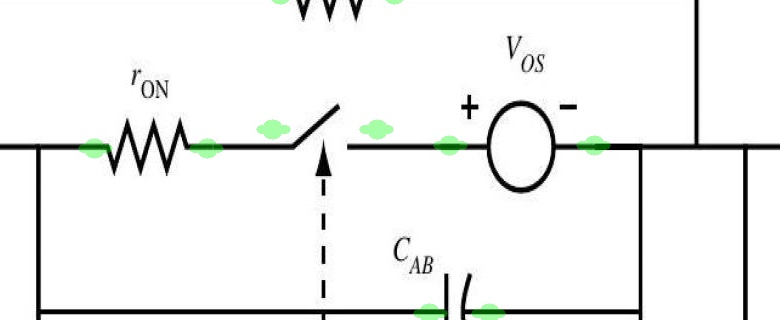 V_OS
r_ON
+ −
C_AB